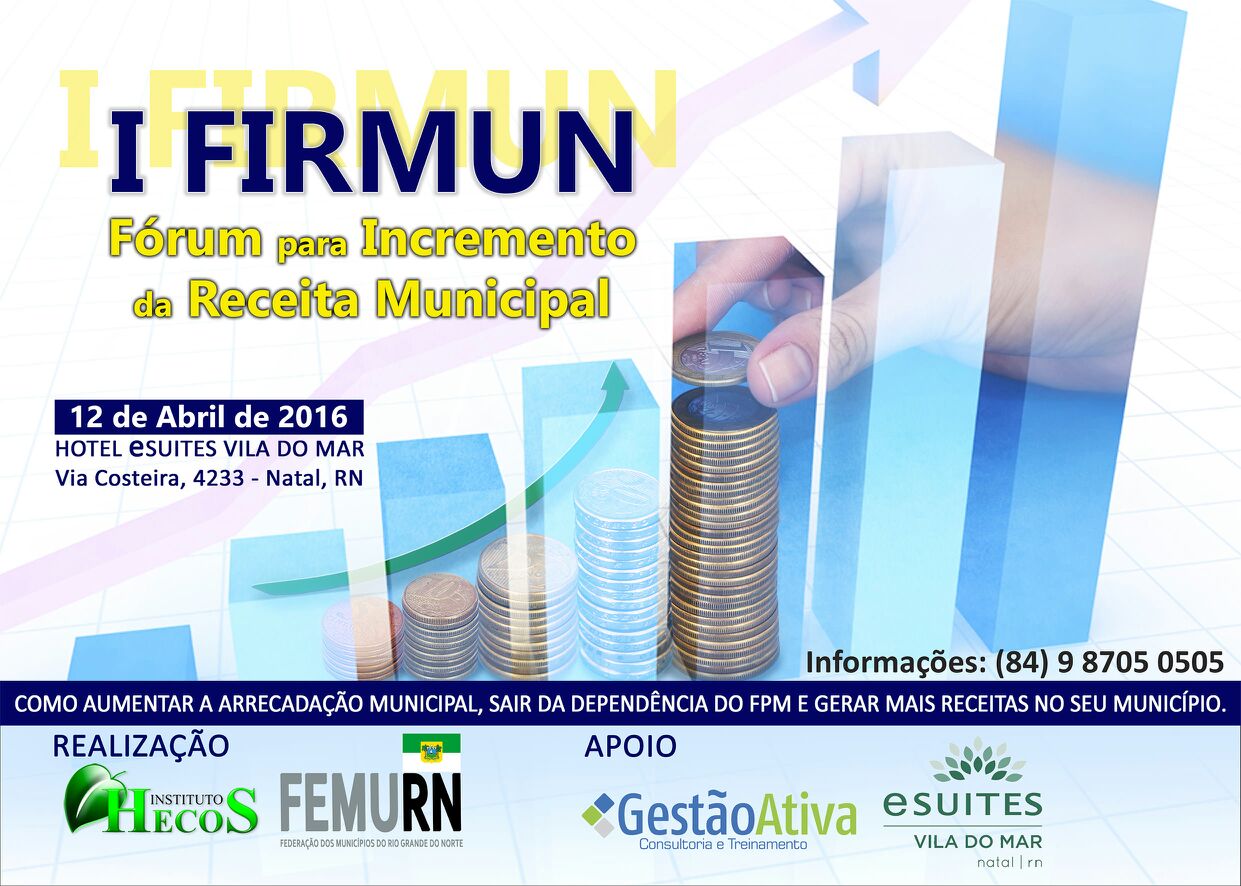 I FIRMUN
I FIRMUN
Fórum para Incremento
da Receita Municipal
12 de Abril de 2016
HOTEL eSUITES VILA DO MAR
Via Costeira, 4233 - Natal, RN
Informações: (84) 9 8705 0505
COMO AUMENTAR A ARRECADAÇÃO MUNICIPAL, SAIR DA DEPENDÊNCIA DO FPM E GERAR MAIS RECEITAS NO SEU MUNICÍPIO.
REALIZAÇÃO
INSTITUTO
HECOS
FEMURN
FEDERAÇÃO DOS MUNICÍPIOS DO RIO GRANDE DO NORTE
APOIO
GestãoAtiva
Consultoria e Treinamento
eSUITES
VILA DO MAR
natal | rn